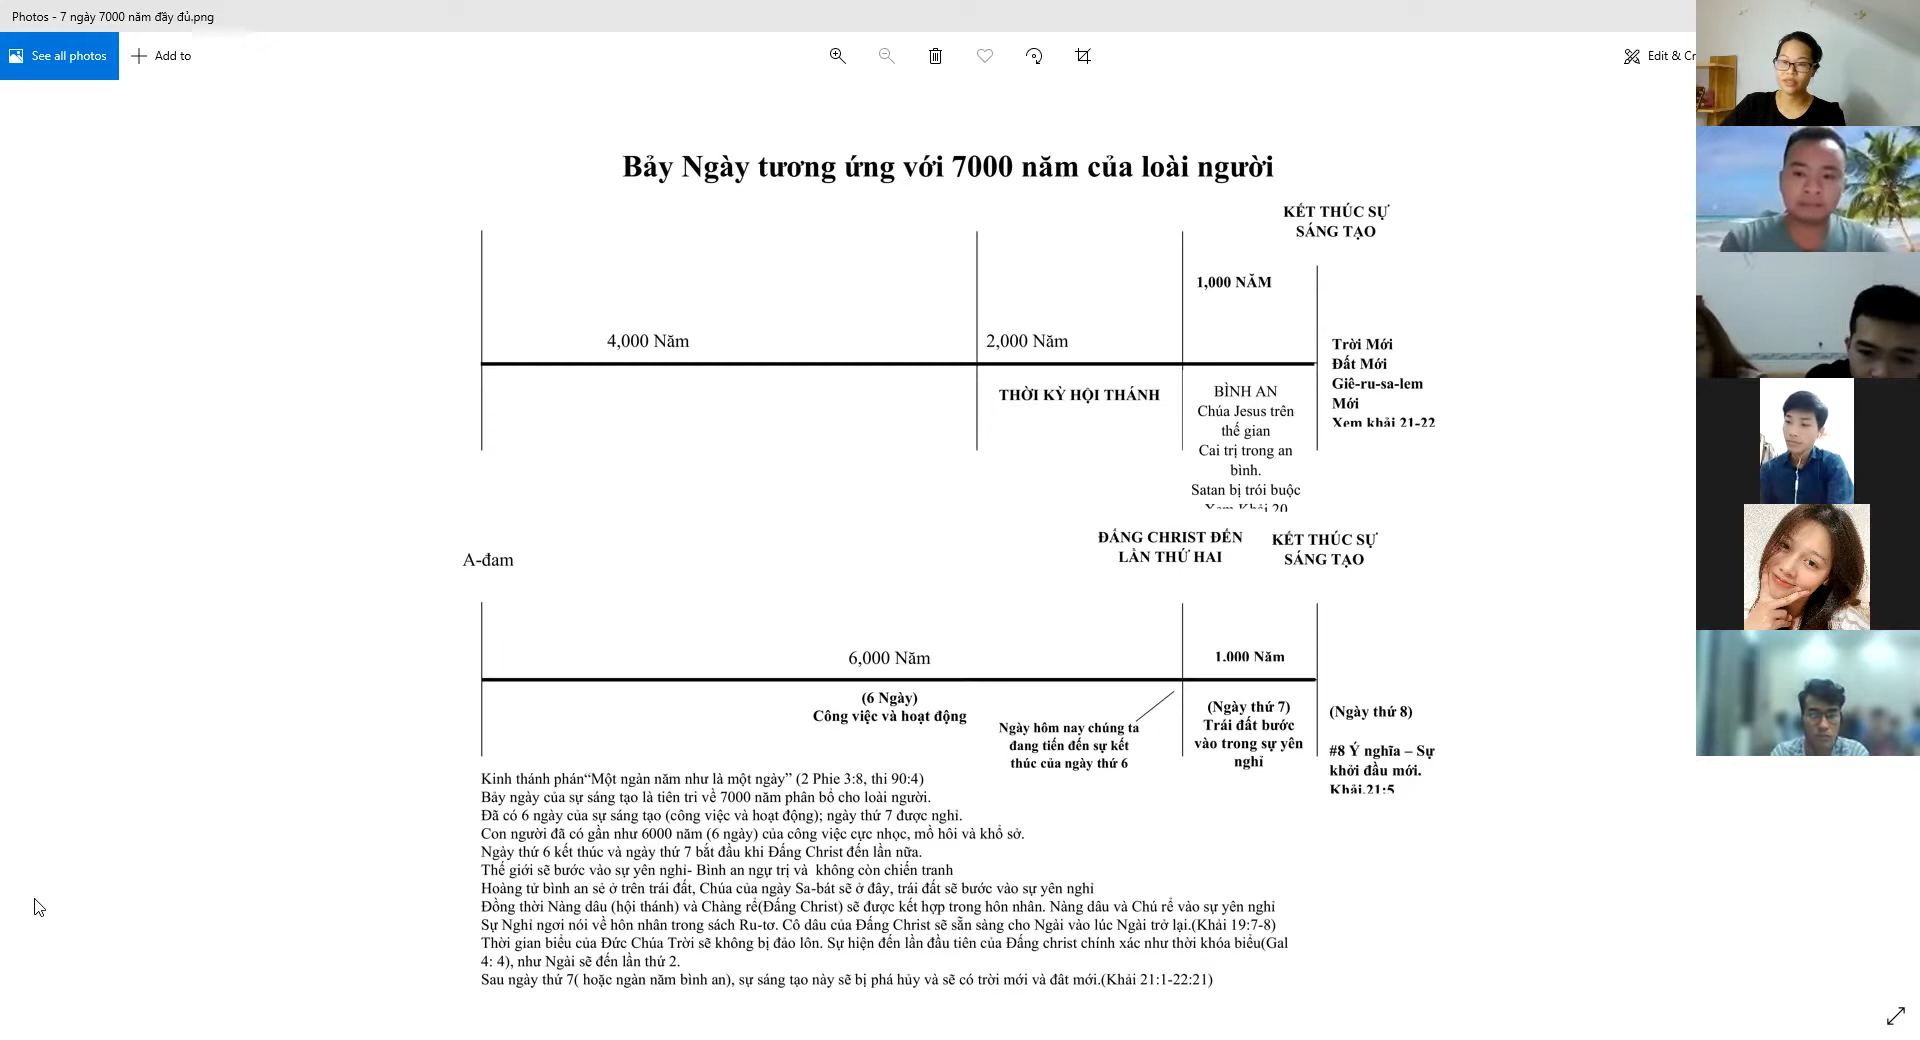 Photos - 7 ngày 7000 năm đầy đủ.png
See all photos
Add to
Edit & Cr
Bảy Ngày tương ứng với 7000 năm của loài người
KẾT THÚC SỰ
SÁNG TẠO
1,000 NĂM
4,000 Năm
2,000 Năm
Trời Mới
Đất Mới
Giê-ru-sa-lem
Mới
Xem khải 21-22
THỜI KỲ HỘI THÁNH
BÌNH AN
Chúa Jesus trên
thế gian
Cai trị trong an
bình.
Satan bị trói buộc
Xem Khải 20
ĐẤNG CHRIST ĐẾN
LẦN THỨ HAI
KẾT THÚC SỰ
SÁNG TẠO
A-đam
6,000 Năm
1.000 Năm
(6 Ngày)
Công việc và hoạt động
Ngày hôm nay chúng ta
đang tiến đến sự kết
thúc của ngày thứ 6
(Ngày thứ 7)
Trái đất bước
vào trong sự yên
nghỉ
(Ngày thứ 8)
#8 Ý nghĩa – Sự
khởi đầu mới.
Khải.21:5
Kinh thánh phán“Một ngàn năm như là một ngày” (2 Phie 3:8, thi 90:4)
Bảy ngày của sự sáng tạo là tiên tri về 7000 năm phân bổ cho loài người.
Đã có 6 ngày của sự sáng tạo (công việc và hoạt động); ngày thứ 7 được nghỉ.
Con người đã có gần như 6000 năm (6 ngày) của công việc cực nhọc, mồ hôi và khổ sở.
Ngày thứ 6 kết thúc và ngày thứ 7 bắt đầu khi Đấng Christ đến lần nữa.
Thế giới sẽ bước vào sự yên nghỉ- Bình an ngự trị và  không còn chiến tranh
Hoàng tử bình an sẻ ở trên trái đất, Chúa của ngày Sa-bát sẽ ở đây, trái đất sẽ bước vào sự yên nghỉ
Đồng thời Nàng dâu (hội thánh) và Chàng rể(Đấng Christ) sẽ được kết hợp trong hôn nhân. Nàng dâu và Chú rể vào sự yên nghỉ
Sự Nghỉ ngơi nói về hôn nhân trong sách Ru-tơ. Cô dâu của Đấng Christ sẽ sẵn sàng cho Ngài vào lúc Ngài trở lại.(Khải 19:7-8)
Thời gian biểu của Đức Chúa Trời sẽ không bị đảo lôn. Sự hiện đến lần đầu tiên của Đấng christ chính xác như thời khóa biểu(Gal
4: 4), như Ngài sẽ đến lần thứ 2.
Sau ngày thứ 7( hoặc ngàn năm bình an), sự sáng tạo này sẽ bị phá hủy và sẽ có trời mới và đât mới.(Khải 21:1-22:21)